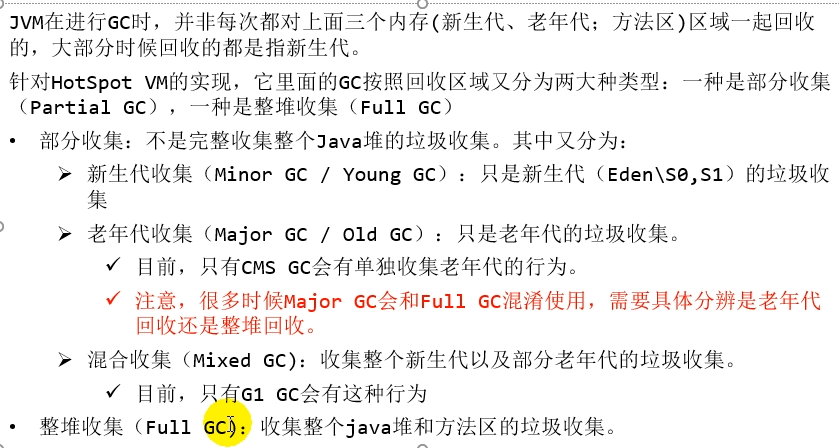 JVM在进行GC时，并非每次都对上面三个内存(新生代、老年代；方法区)区域一起回收
的，大部分时候回收的都是指新生代。
针对HotSpot VM的实现，它里面的GC按照回收区域又分为两大种类型：一种是部分收集
（Partial GC），一种是整堆收集（Full GC）
• 部分收集：不是完整收集整个Java堆的垃圾收集。其中又分为：
➢ 新生代收集（Minor GC / Young GC）：只是新生代（Eden\S0,S1）的垃圾收
集
➢ 老年代收集（Major GC / Old GC）：只是老年代的垃圾收集。
✓ 目前，只有CMS GC会有单独收集老年代的行为。
✓ 注意，很多时候Major GC会和Full GC混淆使用，需要具体分辨是老年代
回收还是整堆回收。
➢ 混合收集（Mixed GC)：收集整个新生代以及部分老年代的垃圾收集。
✓ 目前，只有G1 GC会有这种行为
• 整堆收集（Full GC)：收集整个java堆和方法区的垃圾收集。